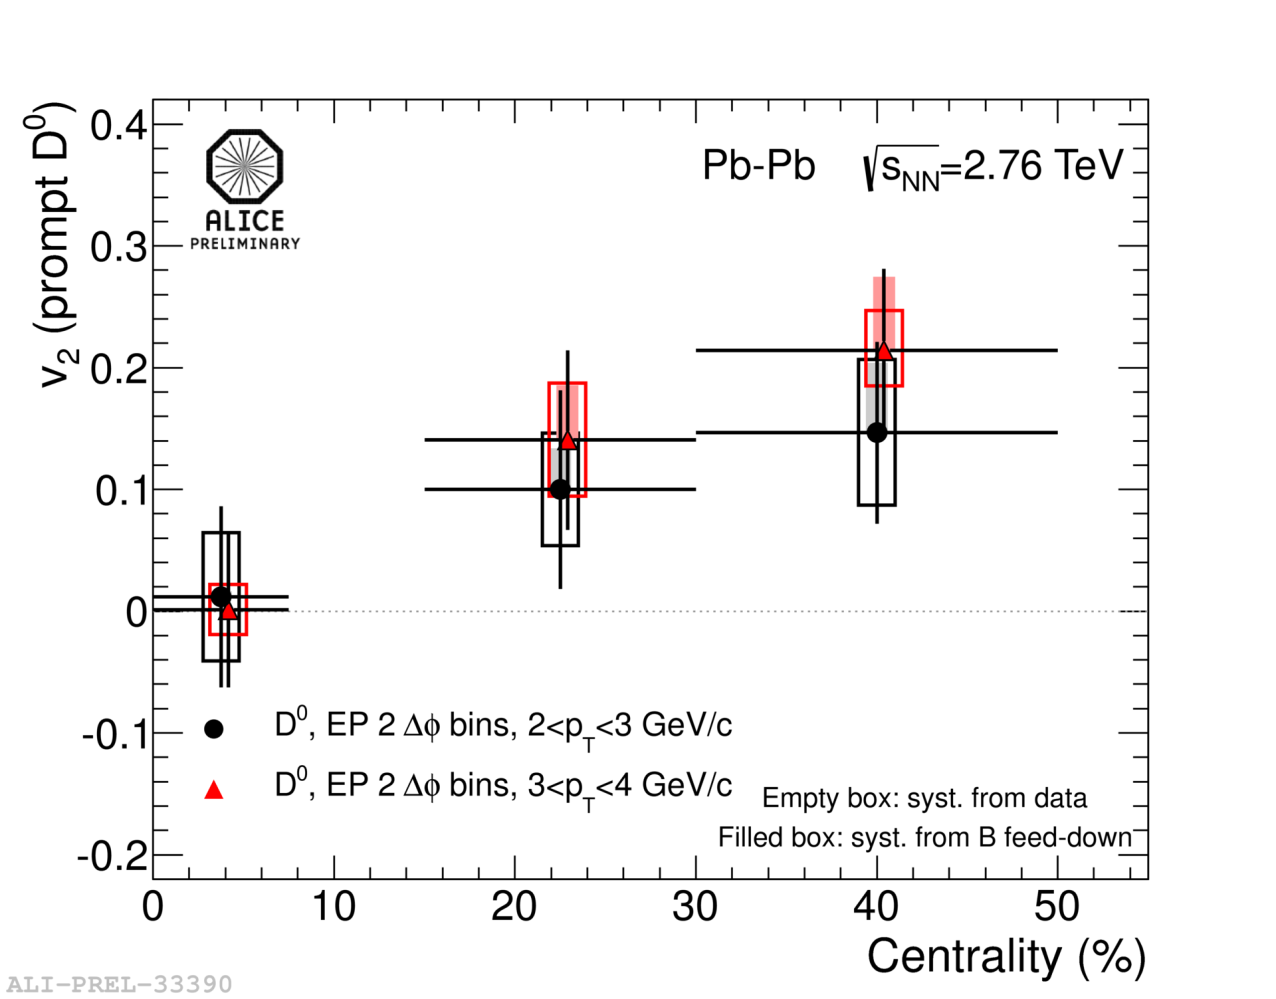 v2 (prompt D0)
0.4
0.3
0.2
0.1
0
-0.1
-0.2
ALICE
PRELIMINARY
Pb-Pb √sNN=2.76 TeV
D0, EP 2 Δϕ bins, 2<pT<3 GeV/c
D0, EP 2 Δϕ bins, 3<pT<4 GeV/c
Empty box: syst. from data
Filled box: syst. from B feed-down
0 10 20 30 40 50
Centrality (%)
ALI-PREL-33390